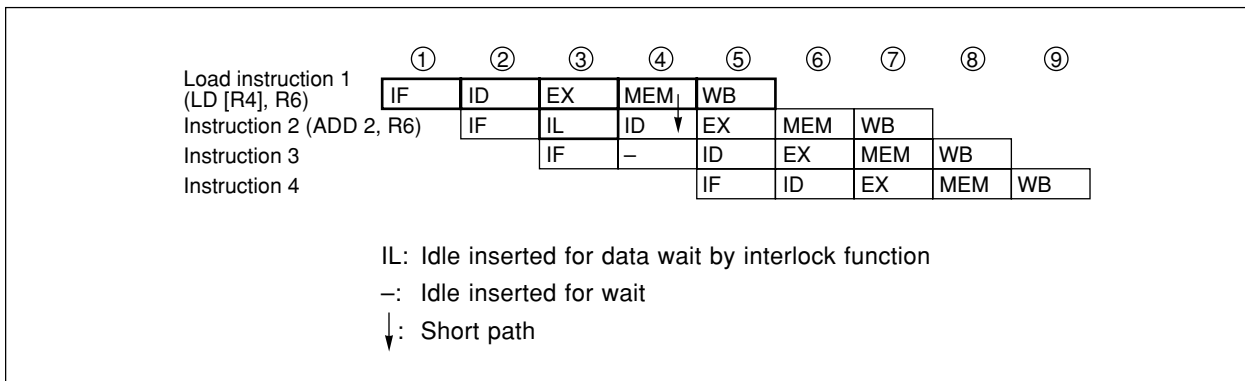 ① ② ③ ④ ⑤ ⑥ ⑦ ⑧ ⑨
Load instruction 1
(LD [R4], R6) IF ID EX MEM WB
Instruction 2 (ADD 2, R6) IF IL ID EX MEM WB
Instruction 3 IF – ID EX MEM WB
Instruction 4 IF ID EX MEM WB
IL: Idle inserted for data wait by interlock function
–: Idle inserted for wait
↓: Short path